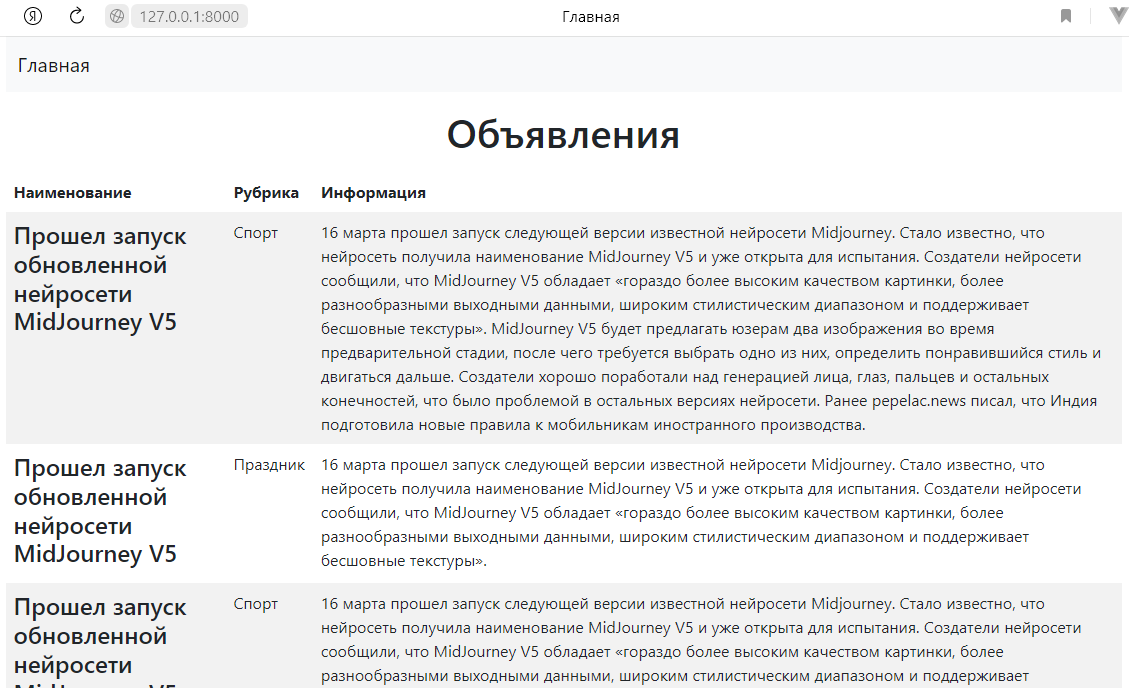 Я
127.0.0.1:8000
Главная
Главная
Объявления
Наименование Рубрика Информация
Прошел запуск
обновленной
нейросети
MidJourney V5
Спорт
16 марта прошел запуск следующей версии известной нейросети Midjourney. Стало известно, что
нейросеть получила наименование MidJourney V5 и уже открыта для испытания. Создатели нейросети
сообщили, что MidJourney V5 обладает «гораздо более высоким качеством картинки, более
разнообразными выходными данными, широким стилистическим диапазоном и поддерживает
бесшовные текстуры». MidJourney V5 будет предлагать юзерам два изображения во время
предварительной стадии, после чего требуется выбрать одно из них, определить понравившийся стиль и
двигаться дальше. Создатели хорошо поработали над генерацией лица, глаз, пальцев и остальных
конечностей, что было проблемой в остальных версиях нейросети. Ранее pepelac.news писал, что Индия
подготовила новые правила к мобильникам иностранного производства.
Прошел запуск
обновленной
нейросети
MidJourney V5
Праздник
16 марта прошел запуск следующей версии известной нейросети Midjourney. Стало известно, что
нейросеть получила наименование MidJourney V5 и уже открыта для испытания. Создатели нейросети
сообщили, что MidJourney V5 обладает «гораздо более высоким качеством картинки, более
разнообразными выходными данными, широким стилистическим диапазоном и поддерживает
бесшовные текстуры».
Прошел запуск
обновленной
нейросети
MidJourney V5
Спорт
16 марта прошел запуск следующей версии известной нейросети Midjourney. Стало известно, что
нейросеть получила наименование MidJourney V5 и уже открыта для испытания. Создатели нейросети
сообщили, что MidJourney V5 обладает «гораздо более высоким качеством картинки, более
разнообразными выходными данными, широким стилистическим диапазоном и поддерживает